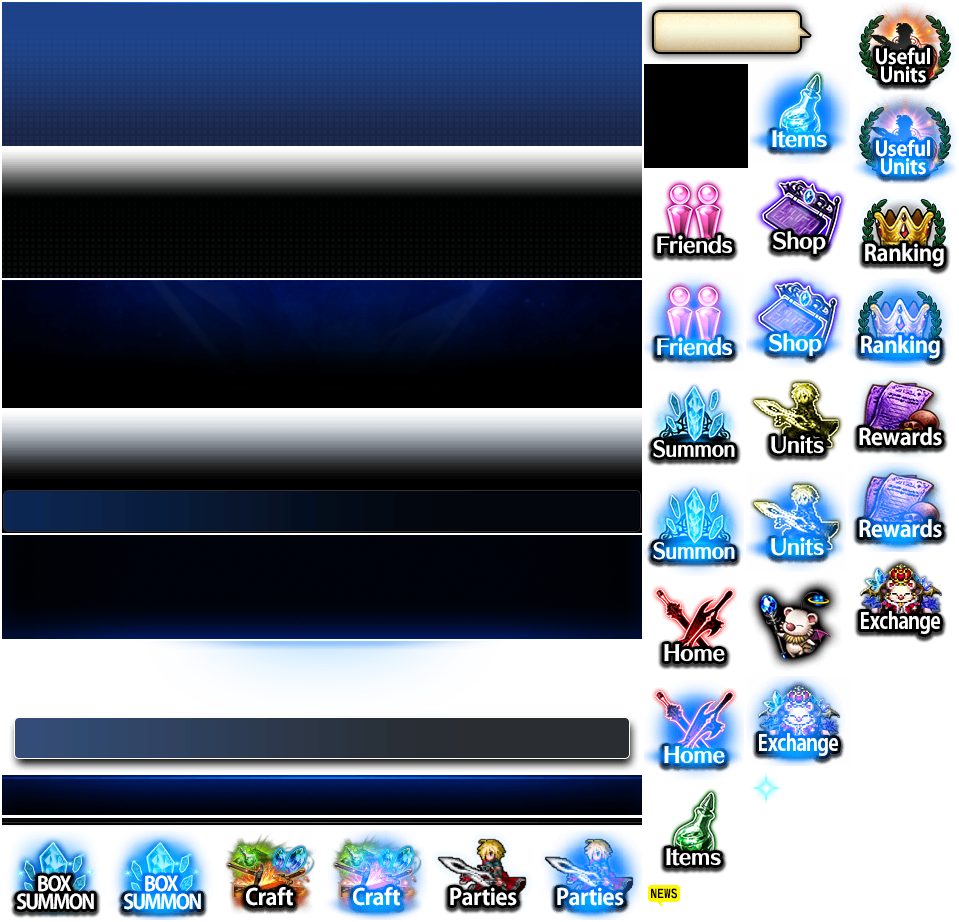 Useful
Units
Items
Useful
Units
Friends
Shop
Ranking
Friends
Shop
Ranking
Summon
Units
Rewards
Summon
Units
Rewards
Home
Exchange
Home
Exchange
Items
BOX
SUMMON
BOX
SUMMON
Craft
Craft
Parties
Parties
NEWS